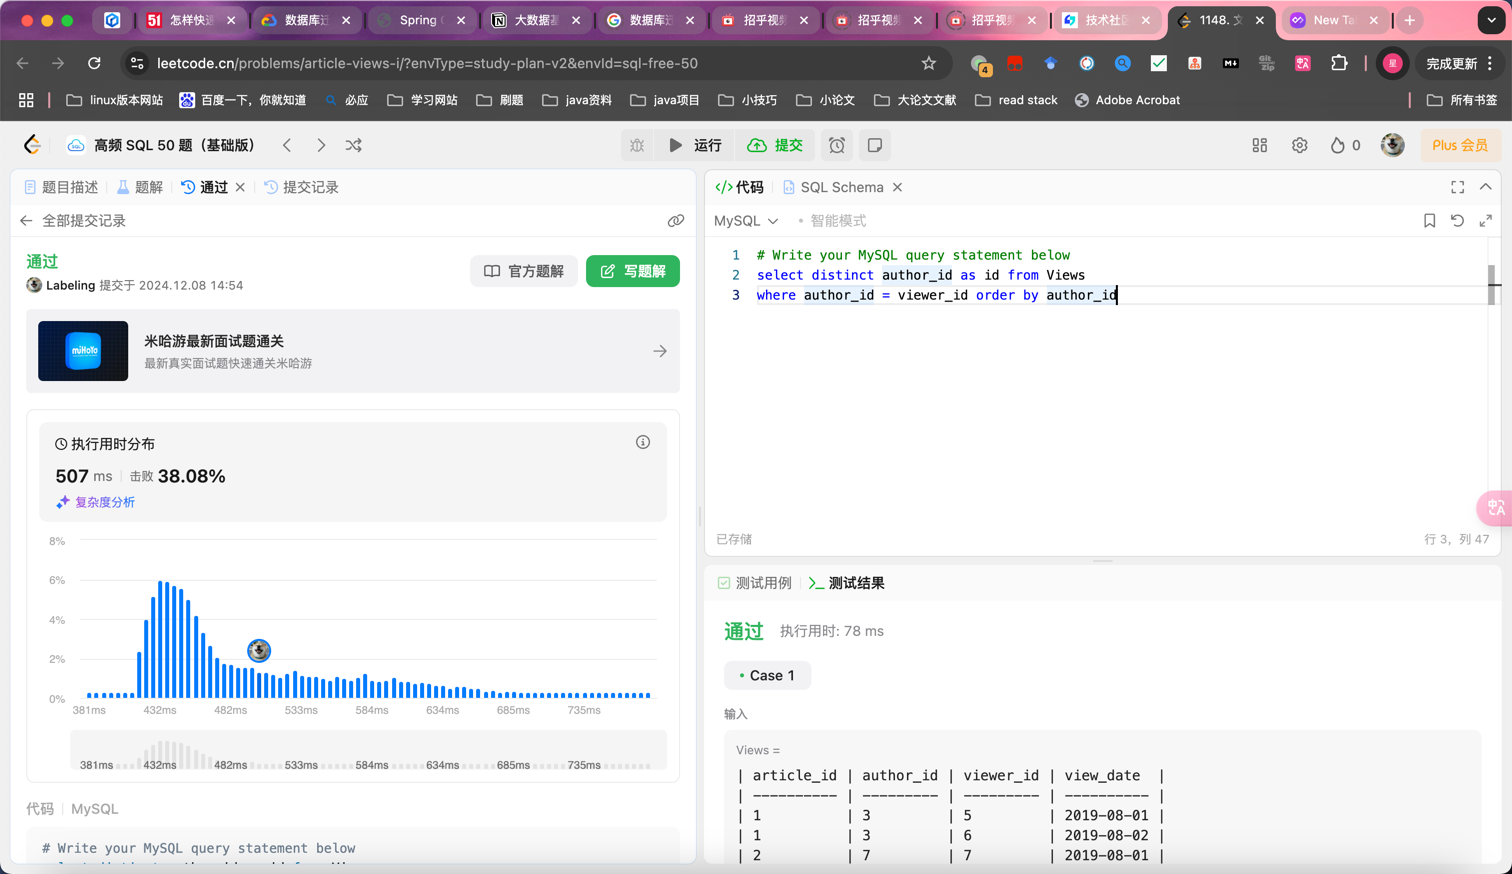 51 怎样快
数据库迁
Spring
大数据基
数据库迁
招乎视频
招乎视频
招乎视频
技术社区
1148. 文
New Ta
leetcode.cn/problems/article-views-i/?envType=study-plan-v2&envId=sql-free-50
4
星
完成更新
linux版本网站
百度一下，你就知道
必应
学习网站
刷题
java资料
java项目
小技巧
小论文
大论文文献
read stack
Adobe Acrobat
所有书签
高频 SQL 50 题（基础版）
运行
提交
0
Plus 会员
题目描述
题解
通过
提交记录
全部提交记录
通过
官方题解
写题解
Labeling 提交于 2024.12.08 14:54
miHoYo
米哈游最新面试题通关
最新真实面试题快速通关米哈游
执行用时分布
507 ms
击败 38.08%
复杂度分析
8%
6%
4%
2%
0%
381ms 432ms 482ms 533ms 584ms 634ms 685ms 735ms
381ms 432ms 482ms 533ms 584ms 634ms 685ms 735ms
代码 MySQL
# Write your MySQL query statement below
</> 代码
SQL Schema
MySQL
智能模式
1 # Write your MySQL query statement below
2 select distinct author_id as id from Views
3 where author_id = viewer_id order by author_id
已存储
行 3，列 47
测试用例
>_ 测试结果
通过 执行用时: 78 ms
Case 1
输入
Views =
| article_id | author_id | viewer_id | view_date  |
| ---------- | --------- | --------- | ---------- |
| 1          | 3         | 5         | 2019-08-01 |
| 1          | 3         | 6         | 2019-08-02 |
| 2          | 7         | 7         | 2019-08-01 |